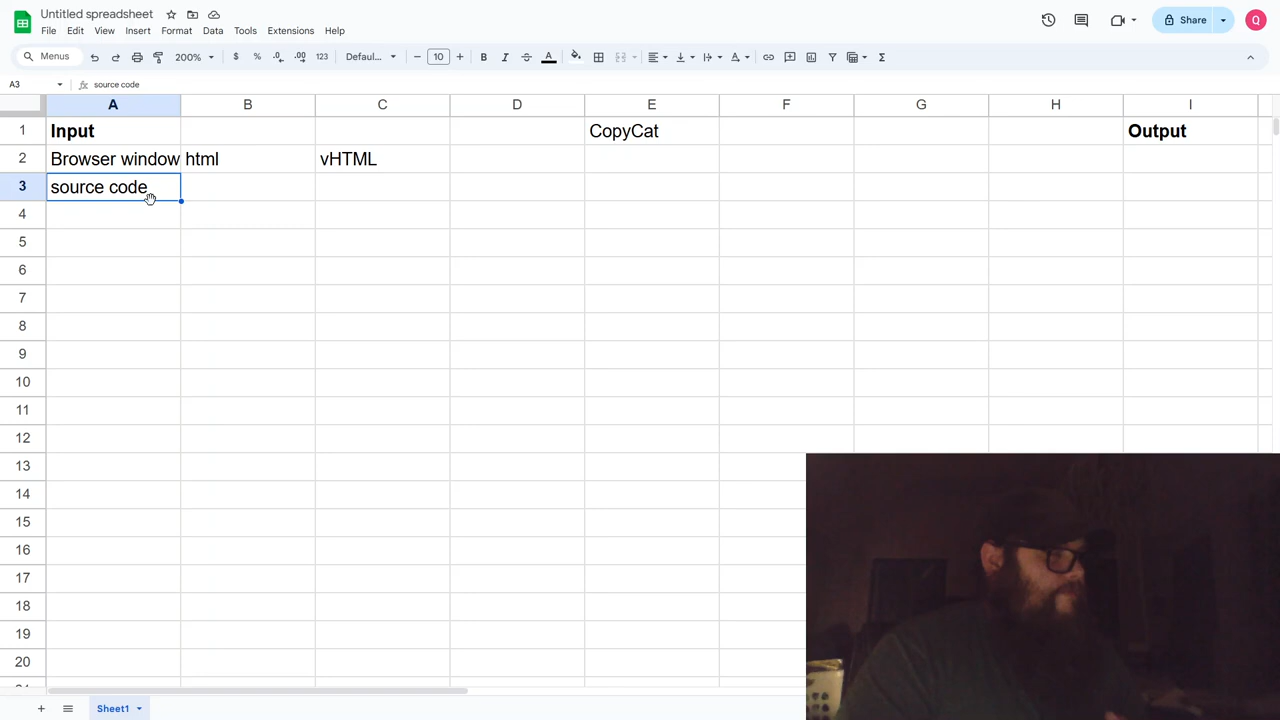 Untitled spreadsheet
File Edit View Insert Format Data Tools Extensions Help
Share
Q
Menus
200%
$ % .0 .00 123
Defaul...
10
B I S A
A
Σ
A3
fx source code
A B C D E F G H I
1 Input CopyCat Output
2 Browser window html vHTML
3 source code
4
5
6
7
8
9
10
11
12
13
14
15
16
17
18
19
20
Sheet1